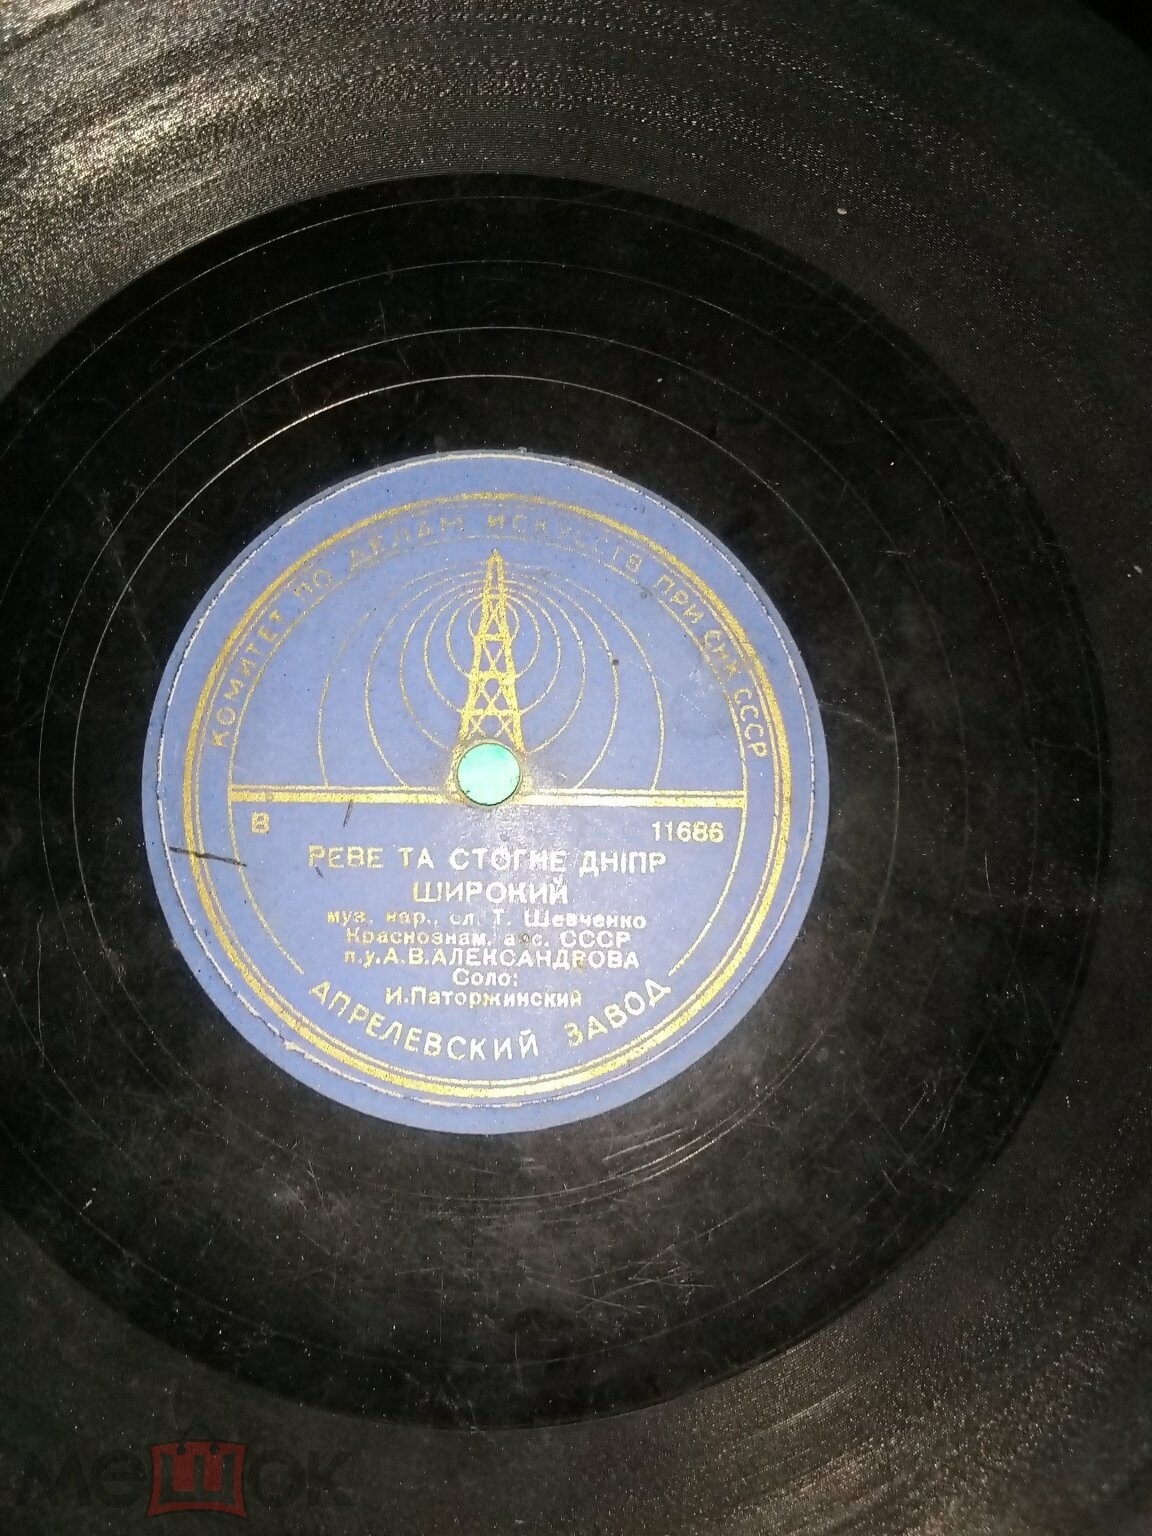 КОМИТЕТ ПО ДЕЛАМ ИСКУССТВ ПРИ СНК СССР
В
11686
РЕВЕ ТА СТОГНЕ ДНІПР
ШИРОКИЙ
муз. нар., сл. Т. Шевченко
Краснознам. анс. СССР
п.у. А.В.АЛЕКСАНДРОВА
Соло:
И.Паторжинский
АПРЕЛЕВСКИЙ ЗАВОД
мешок